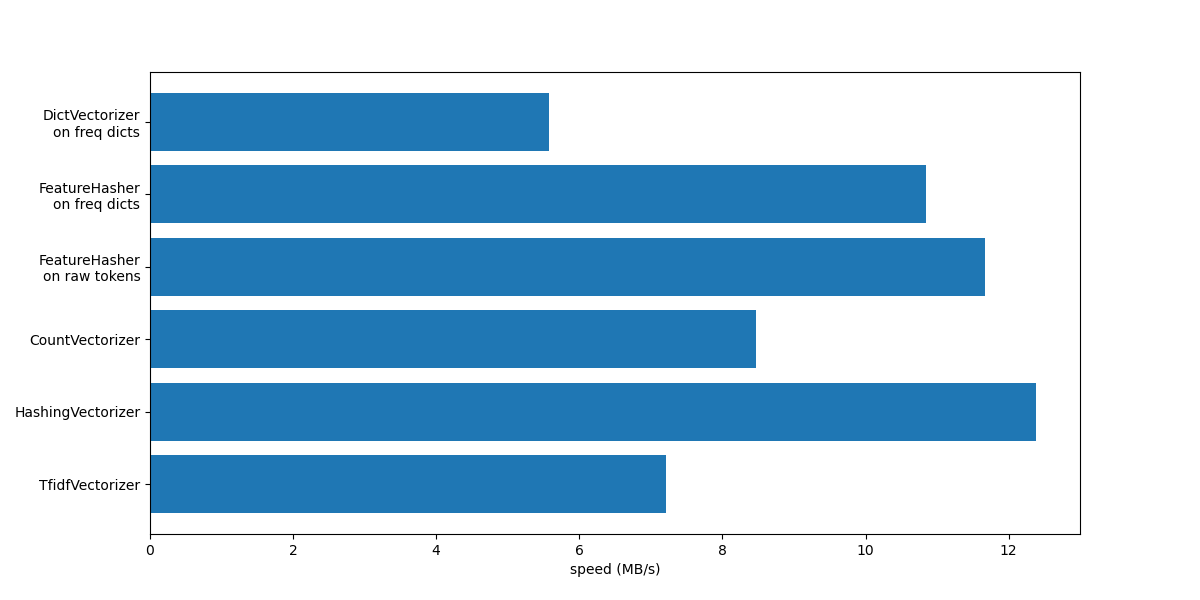 DictVectorizer
on freq dicts
FeatureHasher
on freq dicts
FeatureHasher
on raw tokens
CountVectorizer
HashingVectorizer
TfidfVectorizer
0 2 4 6 8 10 12
speed (MB/s)